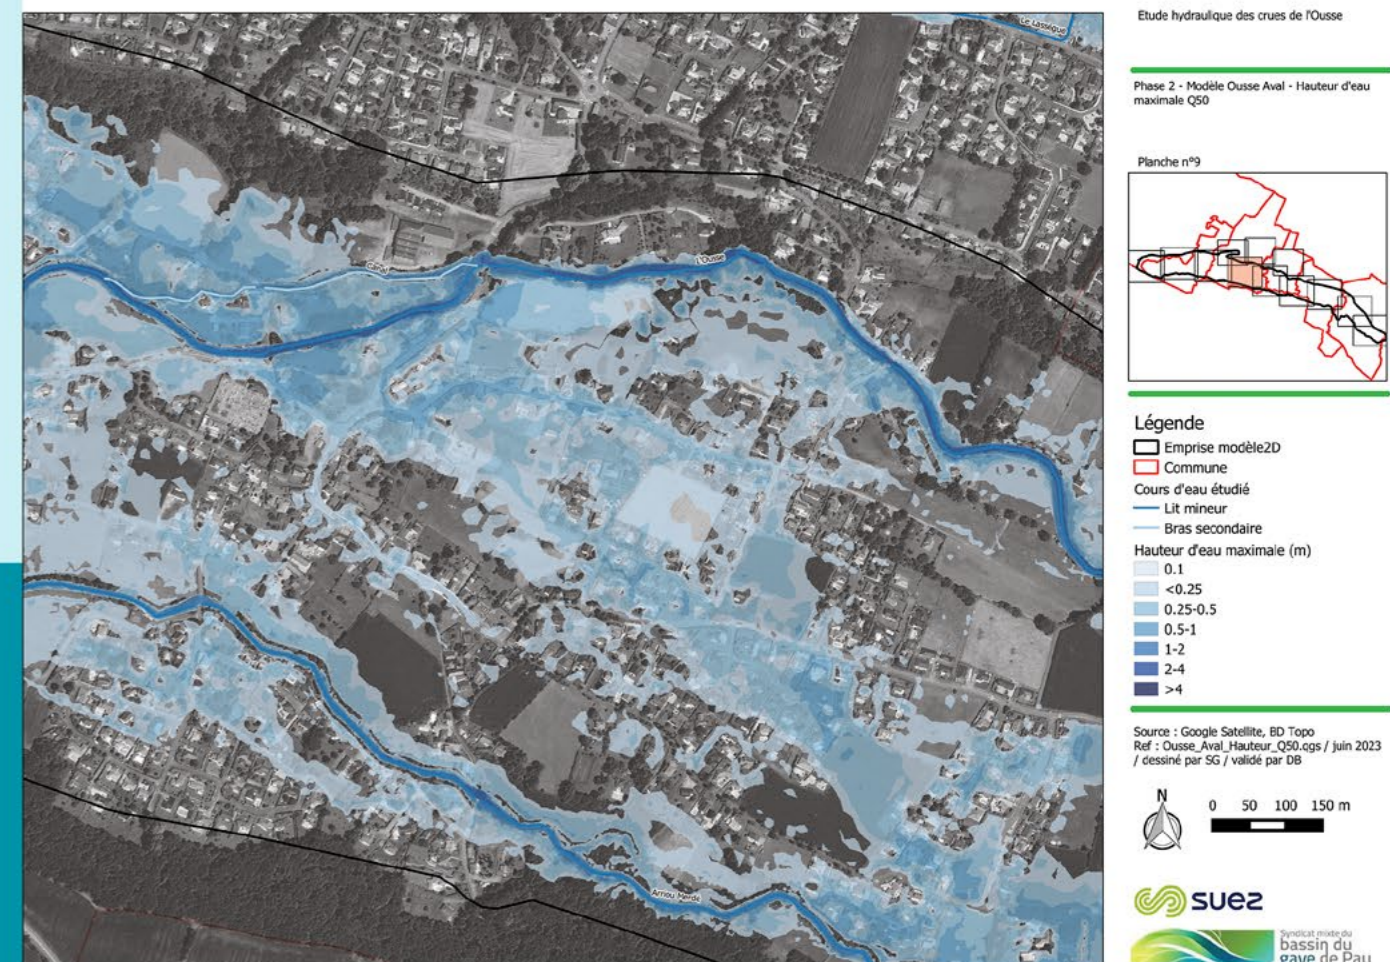 Le Lassègue
Canal
L'Ousse
Arriou Merdé
Etude hydraulique des crues de l'Ousse
Phase 2 - Modèle Ousse Aval - Hauteur d'eau
maximale Q50
Planche n°9
Légende
Emprise modèle2D
Commune
Cours d'eau étudié
Lit mineur
Bras secondaire
Hauteur d'eau maximale (m)
0.1
<0.25
0.25-0.5
0.5-1
1-2
2-4
>4
Source : Google Satellite, BD Topo
Ref : Ousse_Aval_Hauteur_Q50.qgs / juin 2023
/ dessiné par SG / validé par DB
N
0 50 100 150 m
suez
Syndicat mixte du
bassin du
gave de Pau